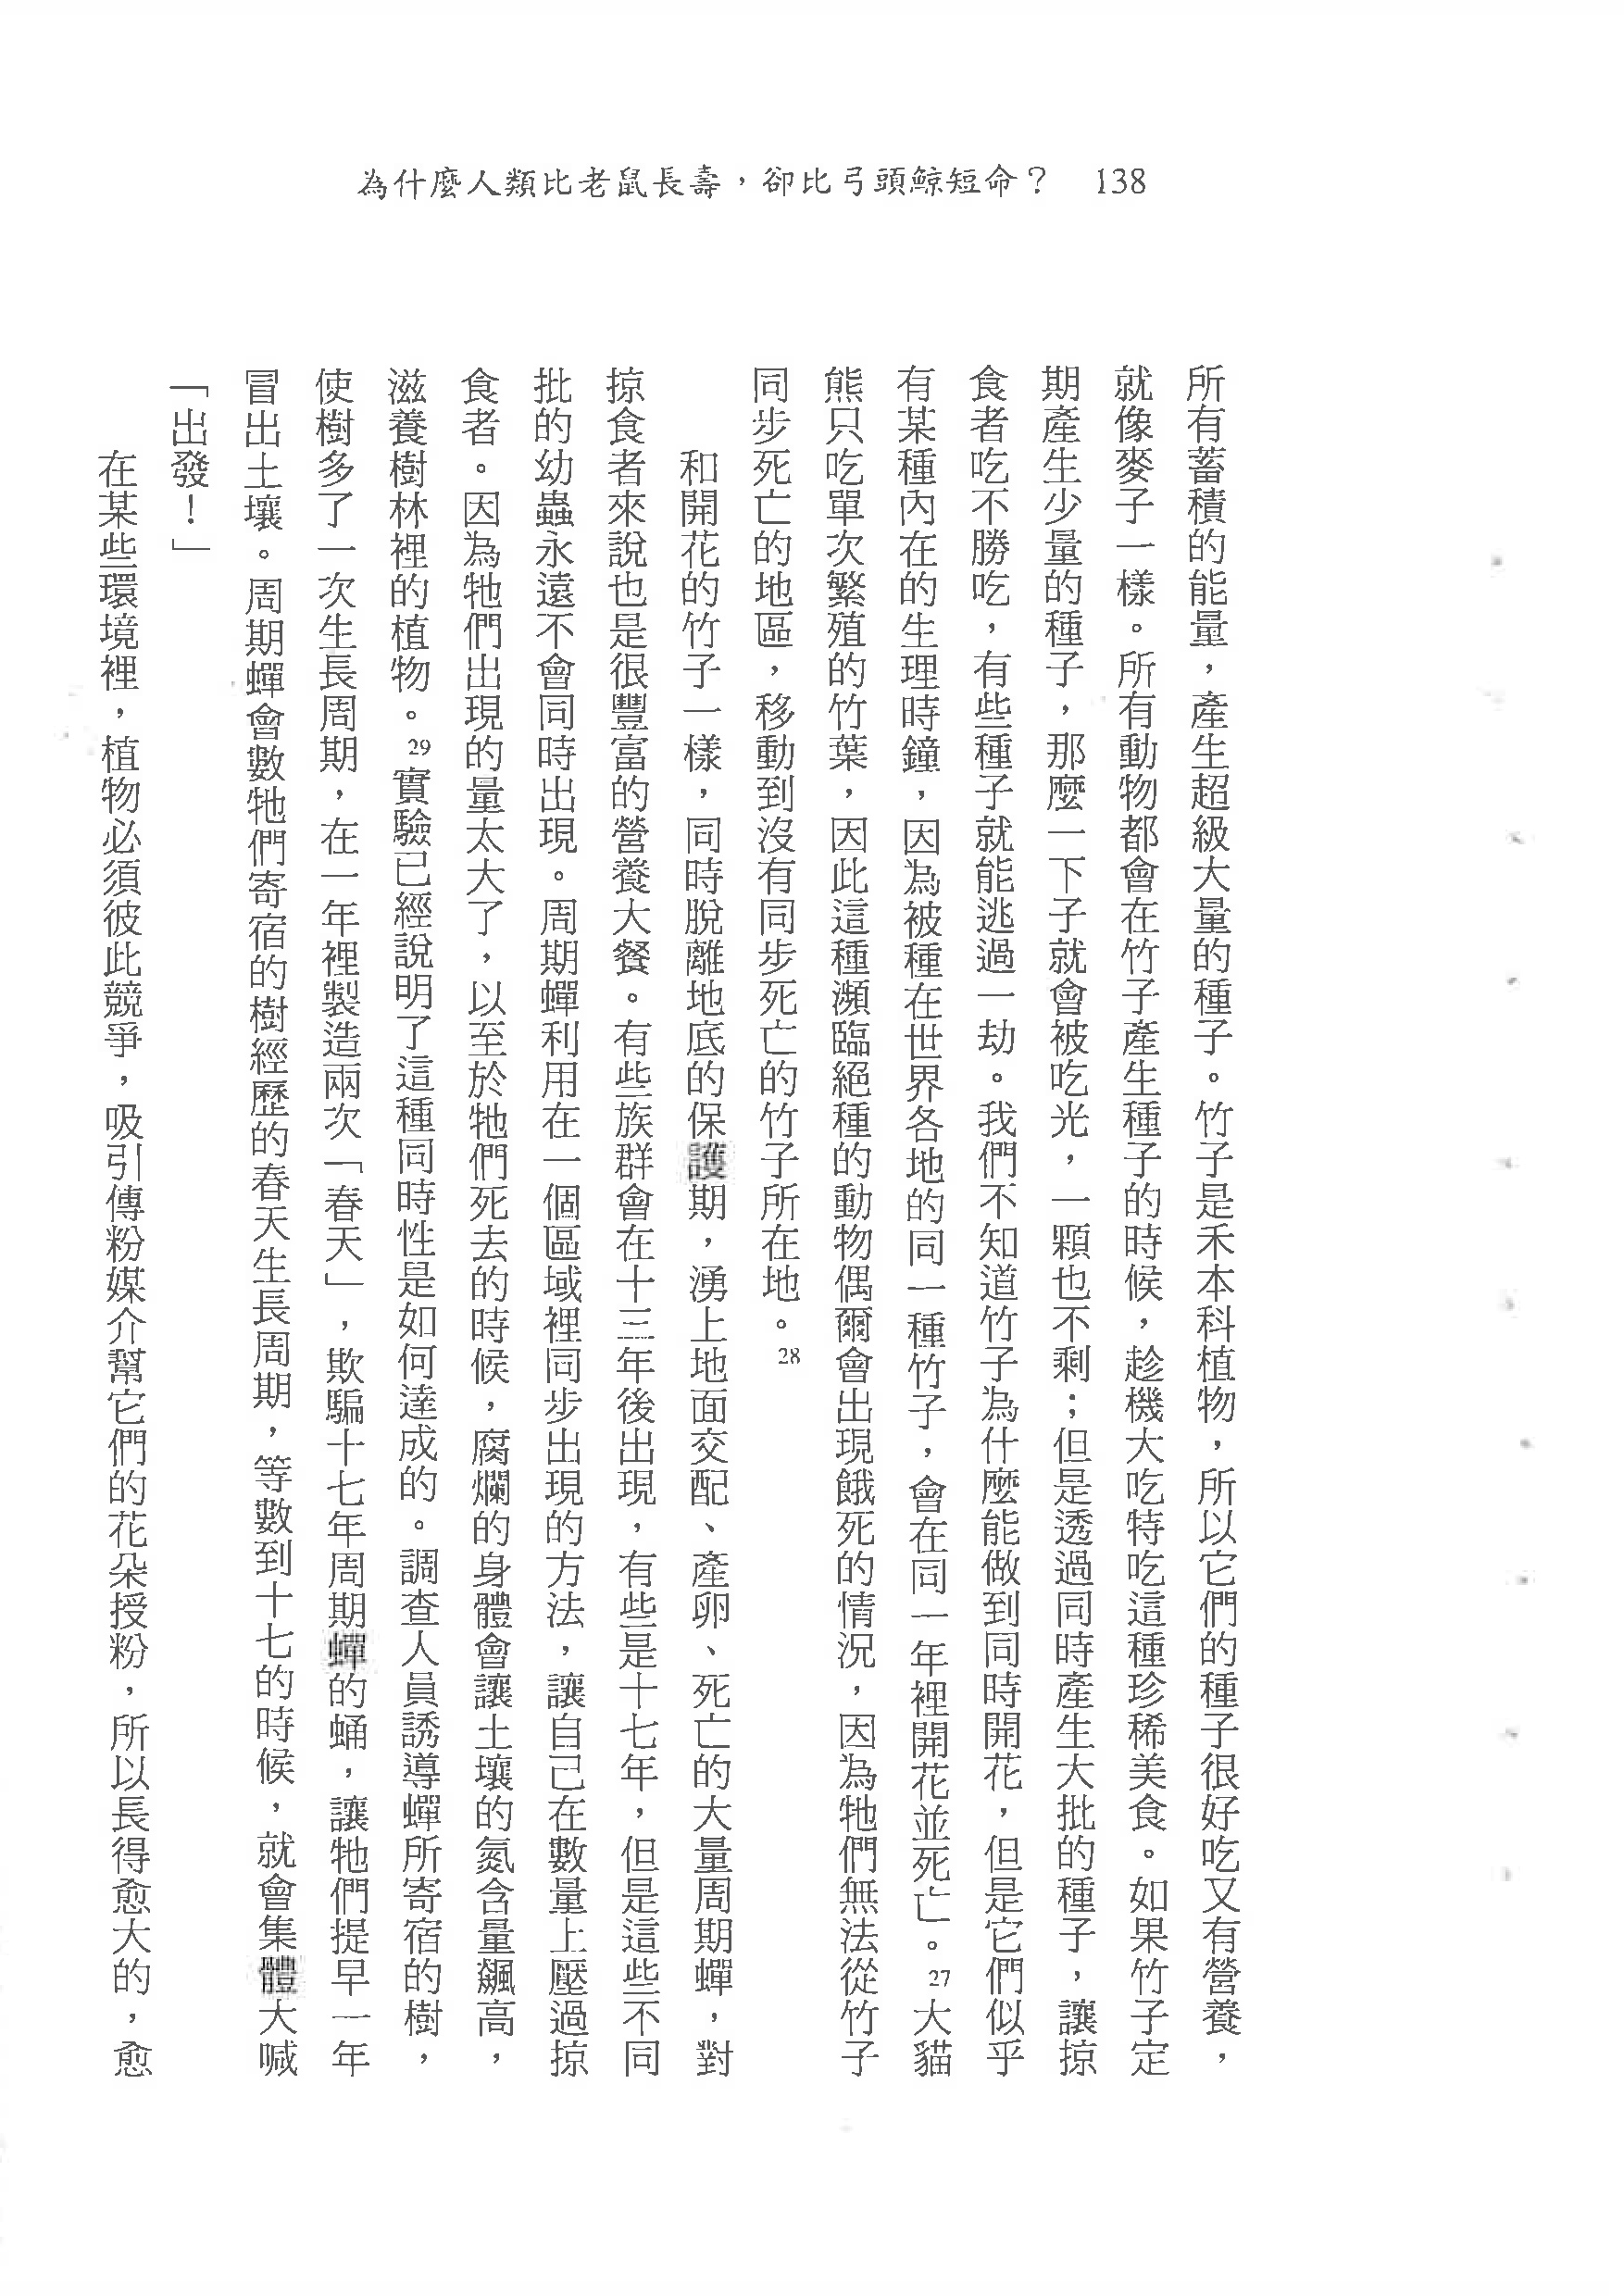 為什麼人類比老鼠長壽，卻比弓頭鯨短命？ 138
所有蓄積的能量，產生超級大量的種子。竹子是禾本科植物，所以它們的種子很好吃又有營養，
就像麥子一樣。所有動物都會在竹子產生種子的時候，趁機大吃特吃這種珍稀美食。如果竹子定
期產生少量的種子，那麼一下子就會被吃光，一顆也不剩；但是透過同時產生大批的種子，讓掠
食者吃不勝吃，有些種子就能逃過一劫。我們不知道竹子為什麼能做到同時開花，但是它們似乎
有某種內在的生理時鐘，因為被種在世界各地的同一種竹子，會在同一年裡開花並死亡。27大貓
熊只吃單次繁殖的竹葉，因此這種瀕臨絕種的動物偶爾會出現餓死的情況，因為牠們無法從竹子
同步死亡的地區，移動到沒有同步死亡的竹子所在地。28
和開花的竹子一樣，同時脫離地底的保護期，湧上地面交配、產卵、死亡的大量周期蟬，對
掠食者來說也是很豐富的營養大餐。有些族群會在十三年後出現，有些是十七年，但是這些不同
批的幼蟲永遠不會同時出現。周期蟬利用在一個區域裡同步出現的方法，讓自己在數量上壓過掠
食者。因為牠們出現的量太大了，以至於牠們死去的時候，腐爛的身體會讓土壤的氮含量飆高，
滋養樹林裡的植物。29實驗已經說明了這種同時性是如何達成的。調查人員誘導蟬所寄宿的樹，
使樹多了一次生長周期，在一年裡製造兩次「春天」，欺騙十七年周期蟬的蛹，讓牠們提早一年
冒出土壤。周期蟬會數牠們寄宿的樹經歷的春天生長周期，等數到十七的時候，就會集體大喊
「出發！」
在某些環境裡，植物必須彼此競爭，吸引傳粉媒介幫它們的花朵授粉，所以長得愈大的，愈